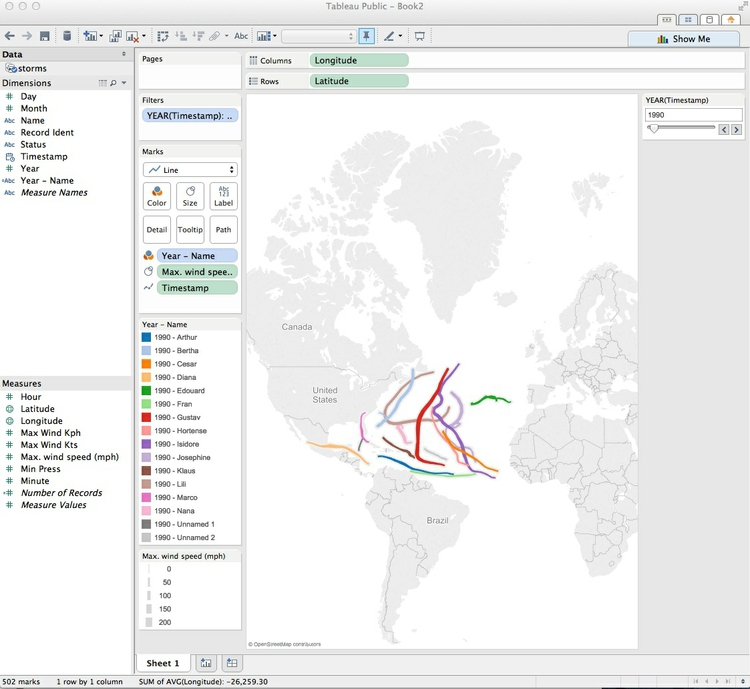 Tableau Public - Book2
Abc
Show Me
Data
storms
Dimensions
Day
Month
Abc Name
Abc Record Ident
Abc Status
Timestamp
Year
Abc Year - Name
Abc Measure Names
Measures
Hour
Latitude
Longitude
Max Wind Kph
Max Wind Kts
Max. wind speed (mph)
Min Press
Minute
Number of Records
Measure Values
Pages
Filters
YEAR(Timestamp): ..
Marks
Line
Abc
123
Color Size Label
Detail Tooltip Path
Year - Name
Max. wind spee..
Timestamp
Year - Name
1990 - Arthur
1990 - Bertha
1990 - Cesar
1990 - Diana
1990 - Edouard
1990 - Fran
1990 - Gustav
1990 - Hortense
1990 - Isidore
1990 - Josephine
1990 - Klaus
1990 - Lili
1990 - Marco
1990 - Nana
1990 - Unnamed 1
1990 - Unnamed 2
Max. wind speed (mph)
0
50
100
150
200
Columns Longitude
Rows Latitude
Canada
United
States
Brazil
© OpenStreetMap contributors
YEAR(Timestamp)
1990
Sheet 1
502 marks 1 row by 1 column SUM of AVG(Longitude): -26,259.30